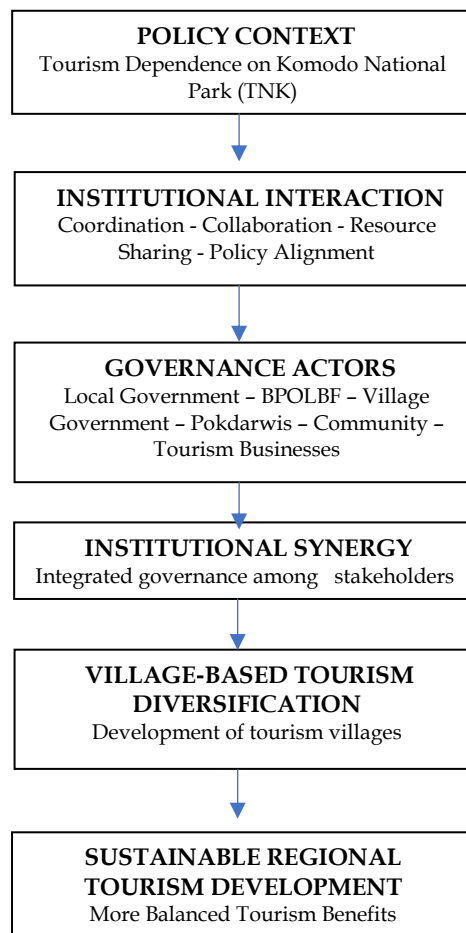 POLICY CONTEXT
Tourism Dependence on Komodo National
Park (TNK)
INSTITUTIONAL INTERACTION
Coordination - Collaboration - Resource
Sharing - Policy Alignment
GOVERNANCE ACTORS
Local Government – BPOLBF – Village
Government – Pokdarwis – Community –
Tourism Businesses
INSTITUTIONAL SYNERGY
Integrated governance among stakeholders
VILLAGE-BASED TOURISM
DIVERSIFICATION
Development of tourism villages
SUSTAINABLE REGIONAL
TOURISM DEVELOPMENT
More Balanced Tourism Benefits